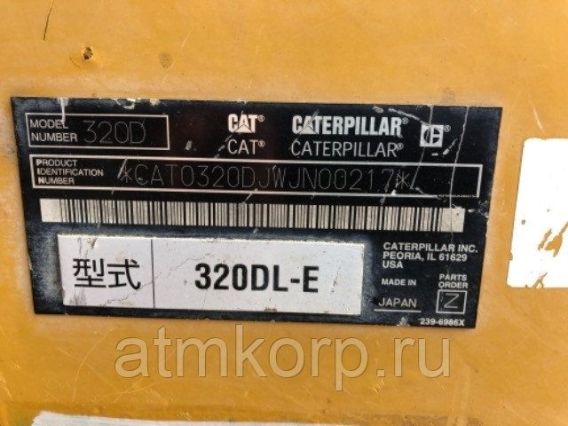 MODEL NUMBER 320D
CAT® CATERPILLAR®
CAT® CATERPILLAR®
PRODUCT IDENTIFICATION NUMBER *CAT0320DJWJN00217*
型式 320DL-E
CATERPILLAR INC.
PEORIA, IL 61629
USA
MADE IN JAPAN
PARTS ORDER Z
239-6986X
atmkorp.ru